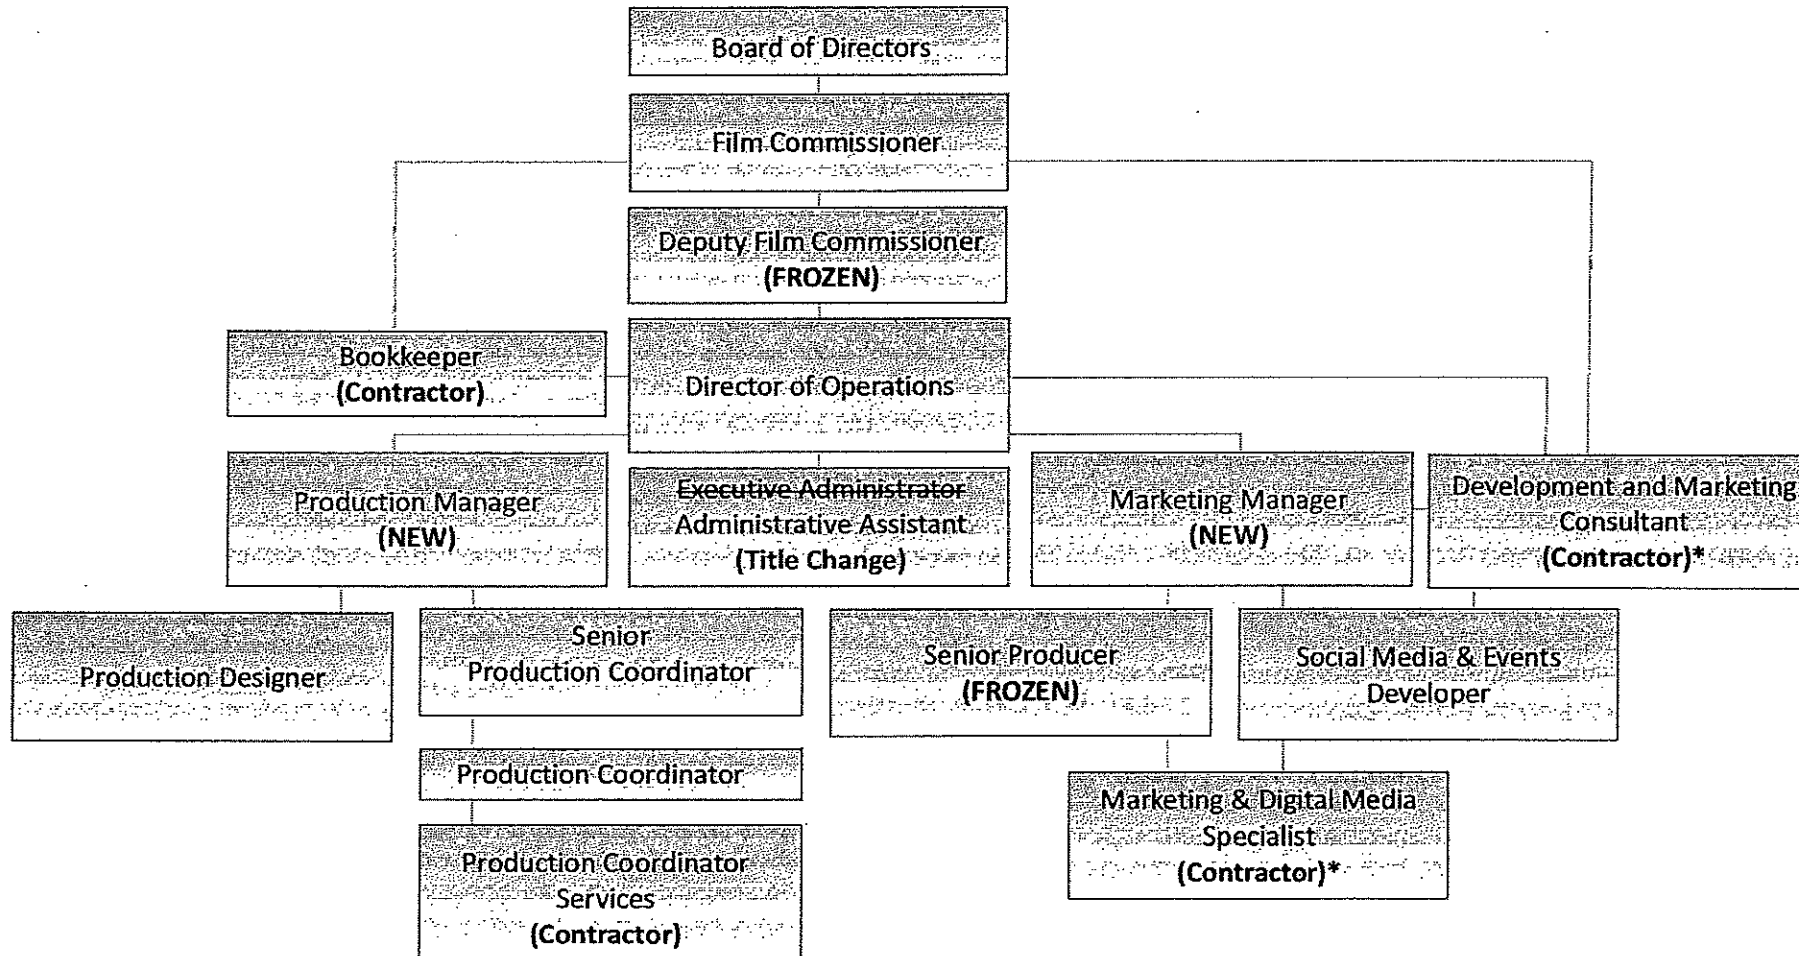 Board of Directors
Film Commissioner
Deputy Film Commissioner
(FROZEN)
Bookkeeper
(Contractor)
Director of Operations
Production Manager
(NEW)
Executive Administrator
Administrative Assistant
(Title Change)
Marketing Manager
(NEW)
Development and Marketing
Consultant
(Contractor)*
Production Designer
Senior
Production Coordinator
Senior Producer
(FROZEN)
Social Media & Events
Developer
Production Coordinator
Marketing & Digital Media
Specialist
(Contractor)*
Production Coordinator
Services
(Contractor)